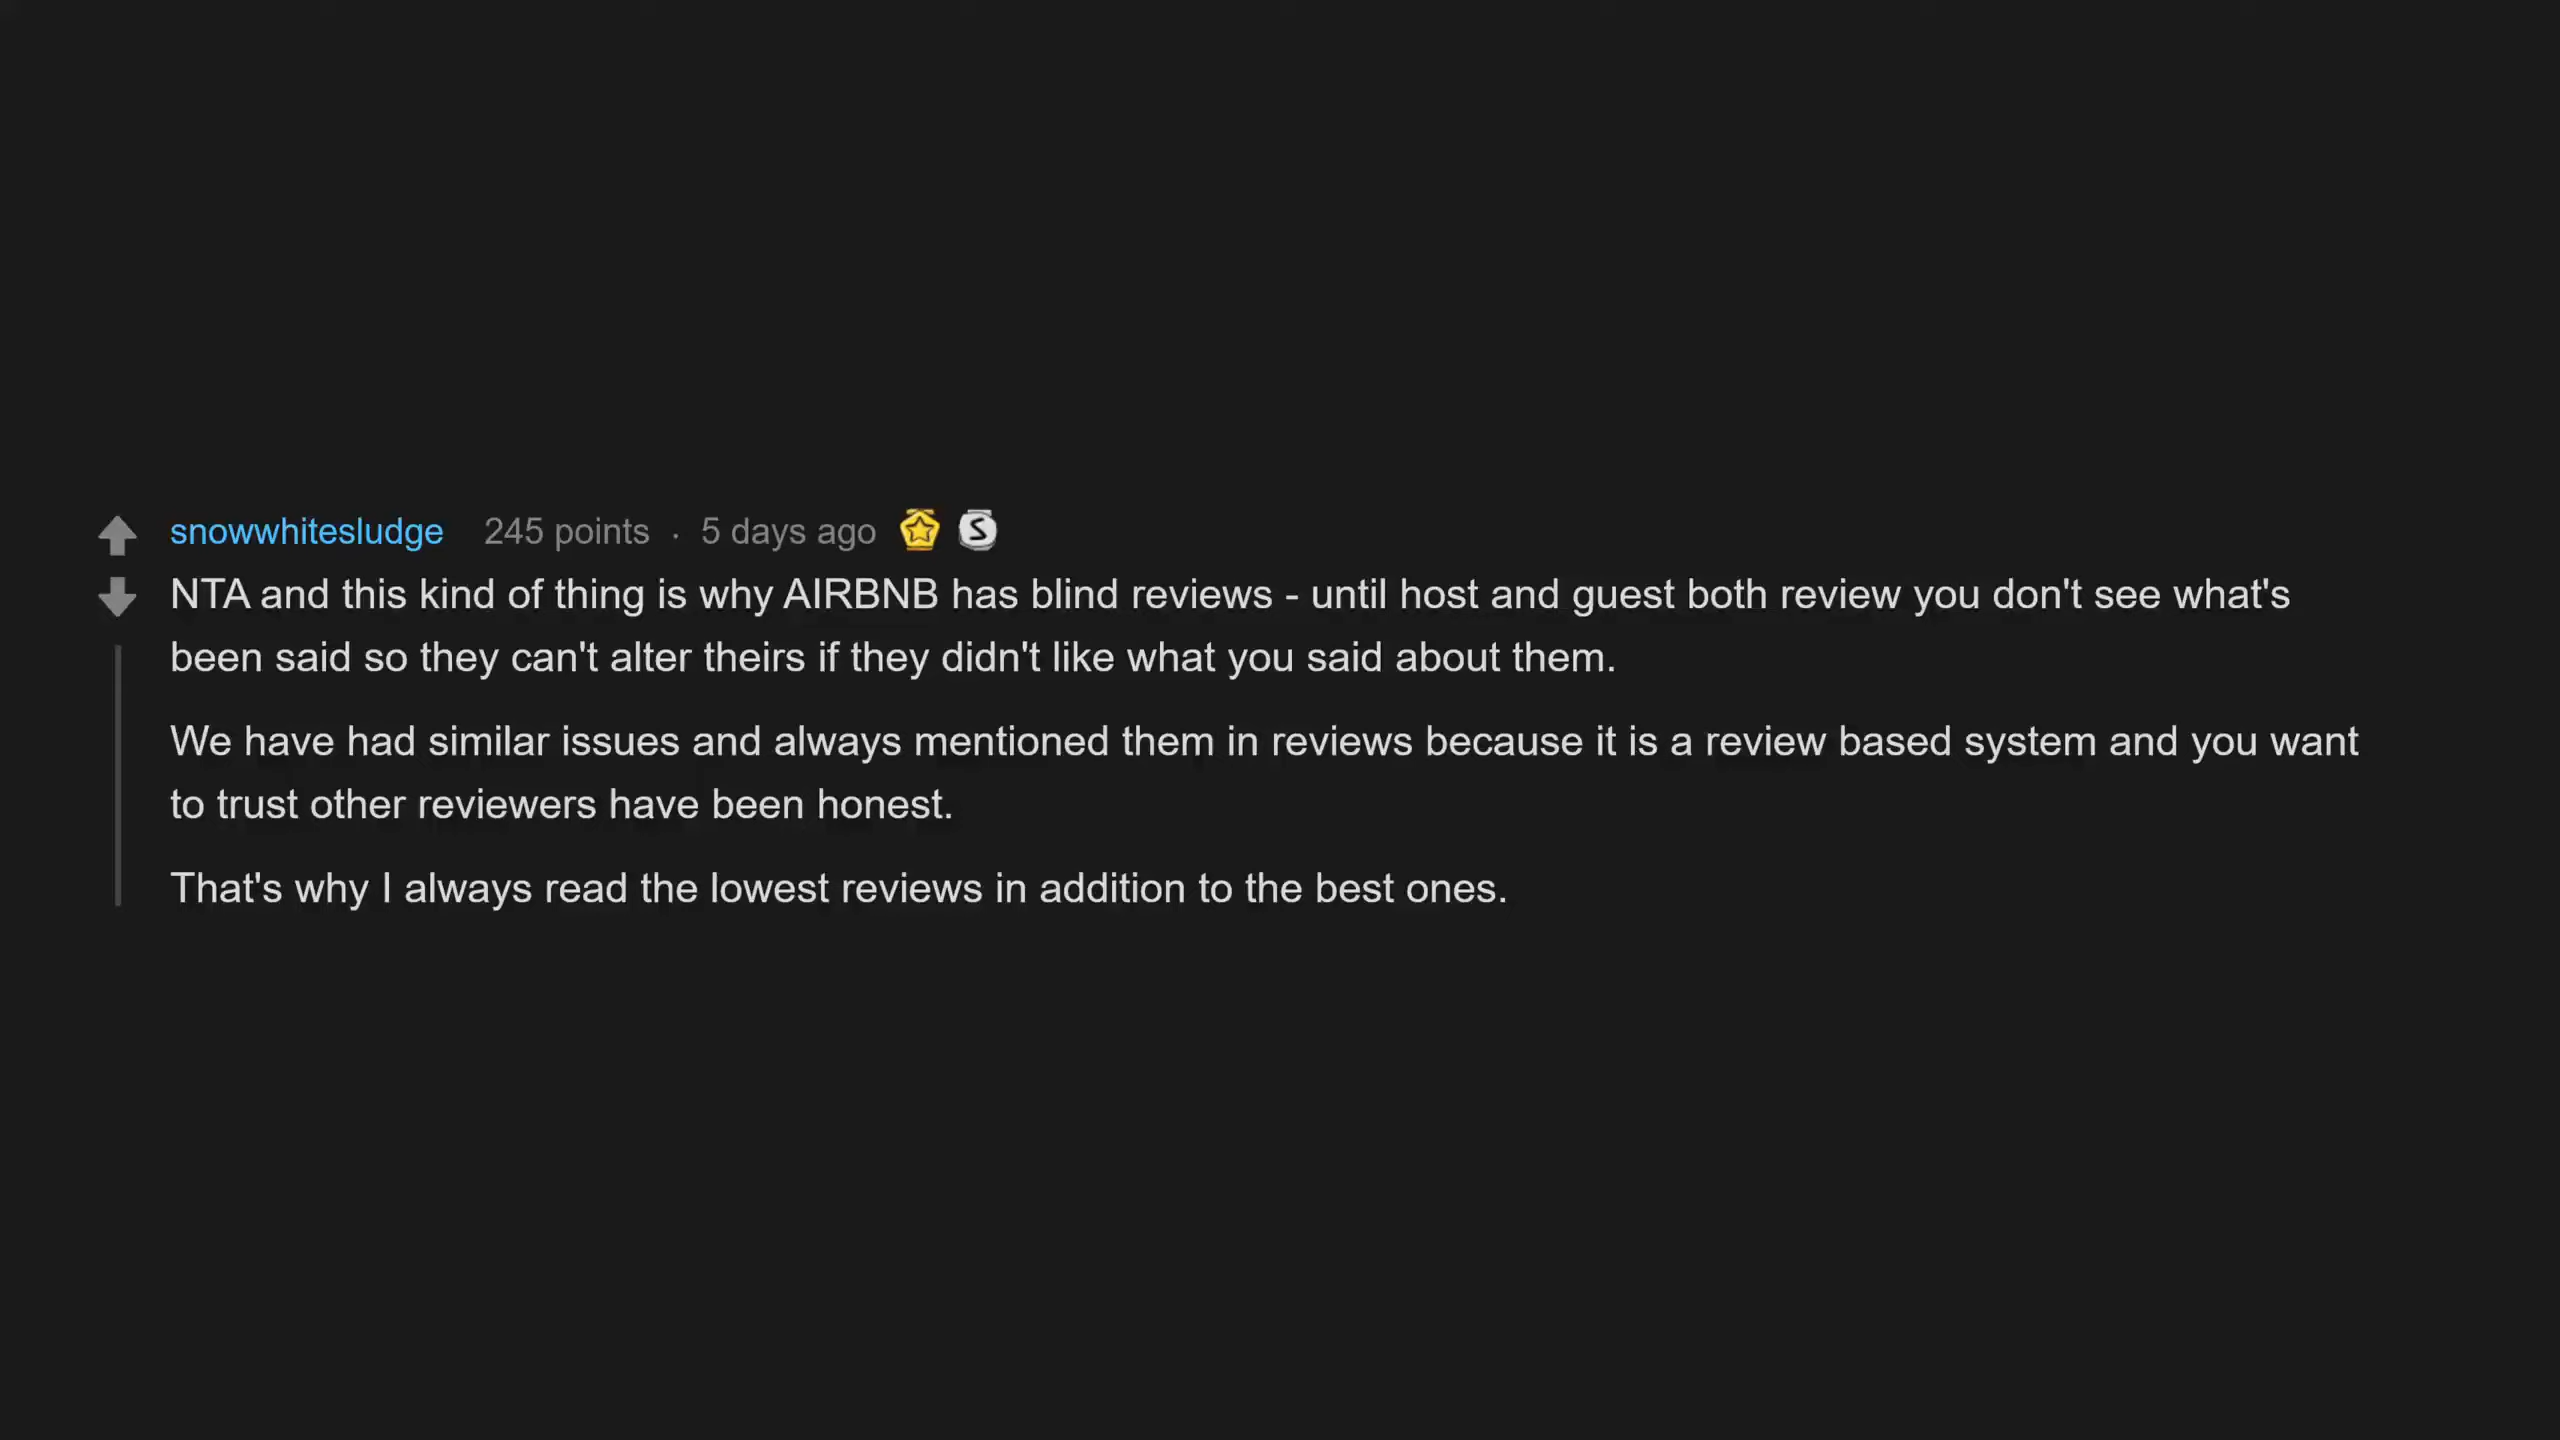 snowwhitesludge 245 points · 5 days ago S
NTA and this kind of thing is why AIRBNB has blind reviews - until host and guest both review you don't see what's
been said so they can't alter theirs if they didn't like what you said about them.
We have had similar issues and always mentioned them in reviews because it is a review based system and you want
to trust other reviewers have been honest.
That's why I always read the lowest reviews in addition to the best ones.